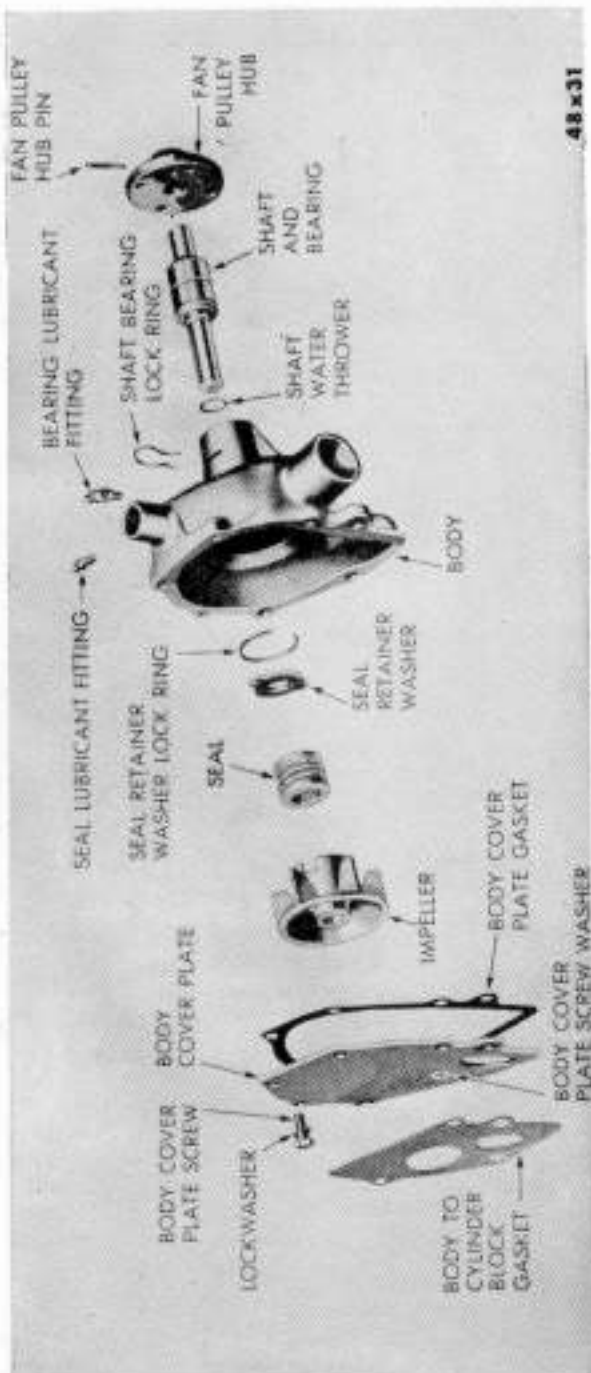 FAN PULLEY
HUB PIN
FAN
PULLEY
HUB
BEARING LUBRICANT
FITTING
SHAFT BEARING
LOCK RING
SHAFT
AND
BEARING
SHAFT
WATER
THROWER
SEAL LUBRICANT FITTING
SEAL RETAINER
WASHER LOCK RING
BODY
SEAL
SEAL
RETAINER
WASHER
IMPELLER
BODY
COVER PLATE
BODY COVER
PLATE GASKET
BODY COVER
PLATE SCREW
BODY COVER
PLATE SCREW WASHER
LOCKWASHER
BODY TO
CYLINDER
BLOCK
GASKET
48x31